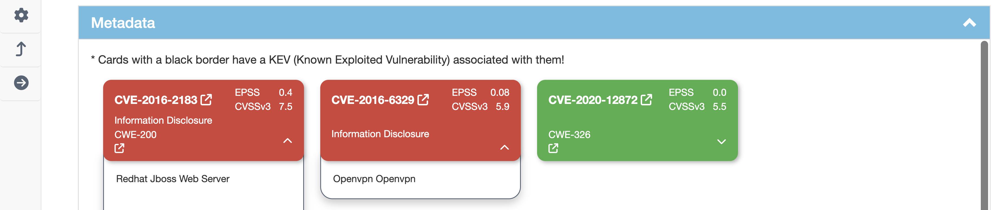 Metadata
* Cards with a black border have a KEV (Known Exploited Vulnerability) associated with them!
CVE-2016-2183
EPSS 0.4
CVSSv3 7.5
Information Disclosure
CWE-200
Redhat Jboss Web Server
CVE-2016-6329
EPSS 0.08
CVSSv3 5.9
Information Disclosure
Openvpn Openvpn
CVE-2020-12872
EPSS 0.0
CVSSv3 5.5
CWE-326